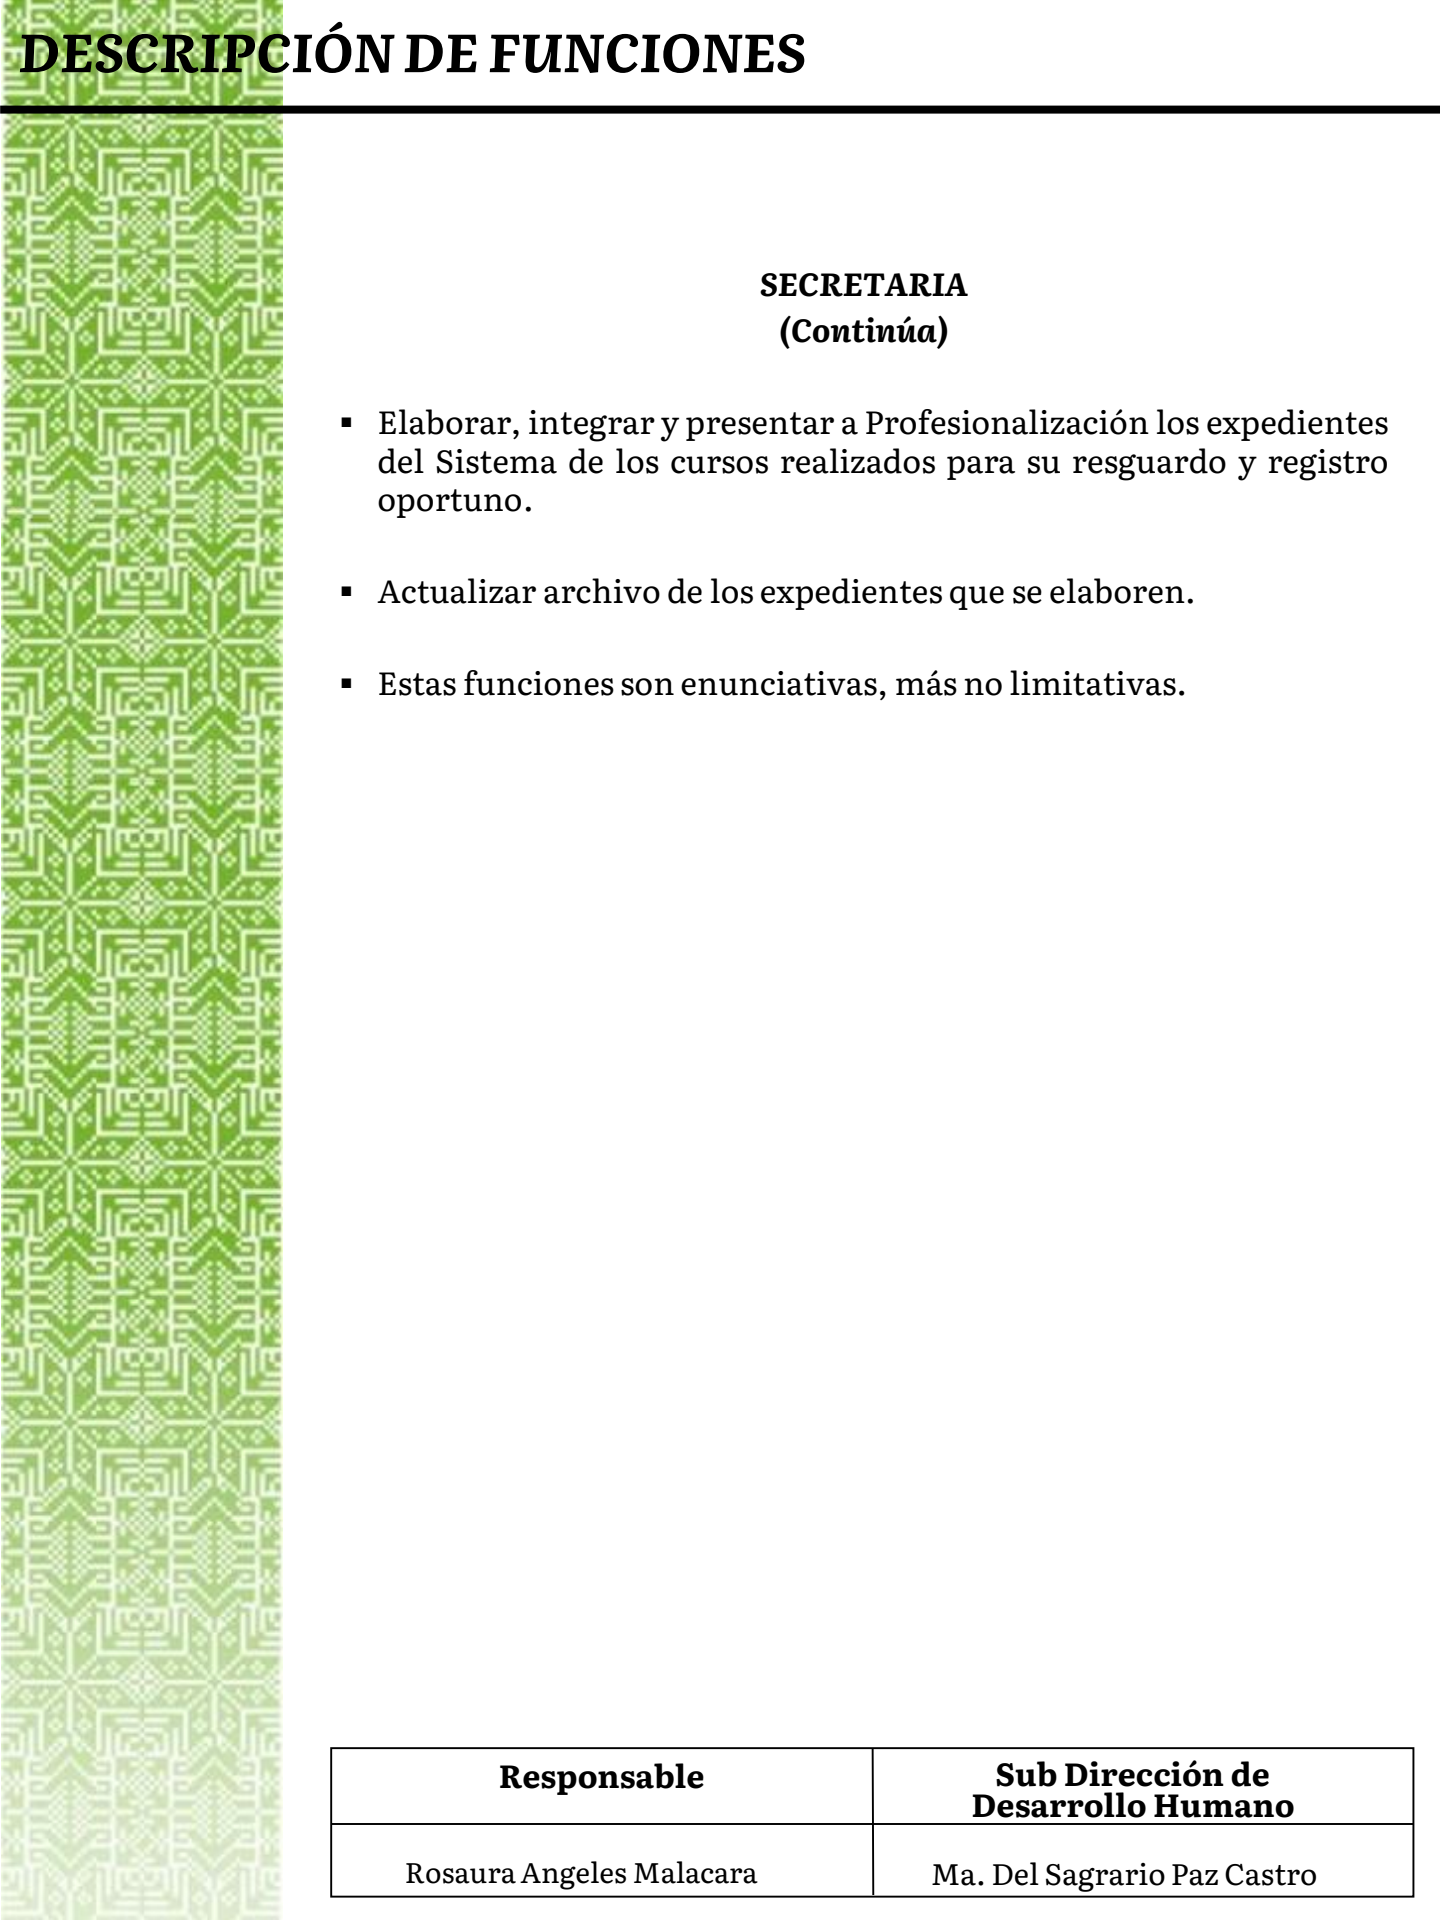 DESCRIPCIÓN DE FUNCIONES
SECRETARIA
(Continúa)
▪ Elaborar, integrar y presentar a Profesionalización los expedientes
del Sistema de los cursos realizados para su resguardo y registro
oportuno.
▪ Actualizar archivo de los expedientes que se elaboren.
▪ Estas funciones son enunciativas, más no limitativas.
Responsable
Sub Dirección de
Desarrollo Humano
Rosaura Angeles Malacara
Ma. Del Sagrario Paz Castro